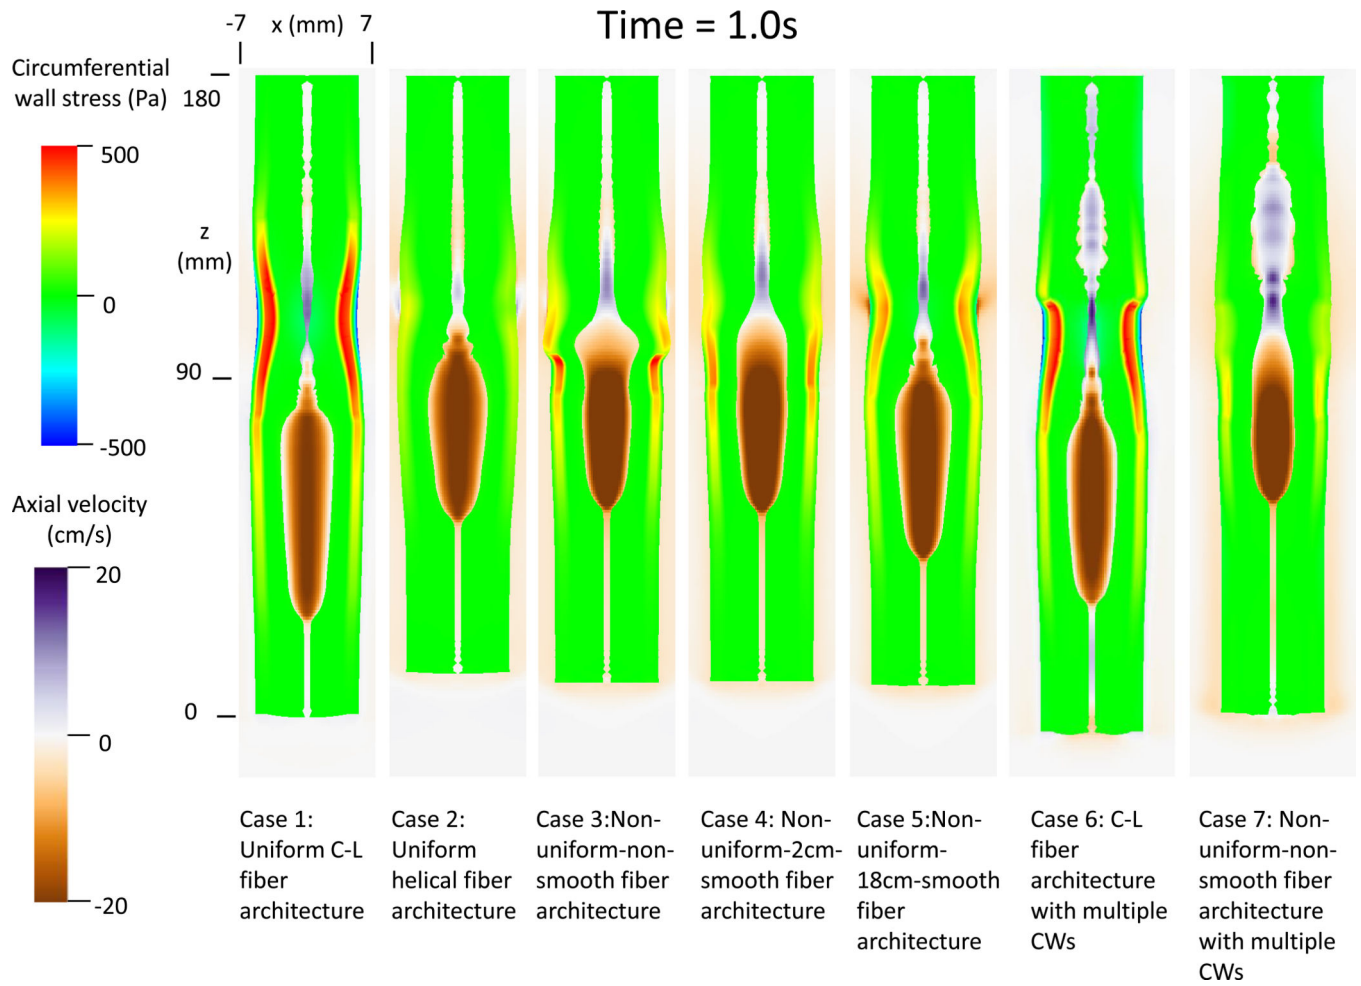 -7 x (mm) 7
Time = 1.0s
Circumferential
wall stress (Pa)
180
500
z
(mm)
0
90
-500
Axial velocity
(cm/s)
20
0
0
-20
Case 1:
Uniform C-L
fiber
architecture
Case 2:
Uniform
helical fiber
architecture
Case 3:Non-
uniform-non-
smooth fiber
architecture
Case 4: Non-
uniform-2cm-
smooth fiber
architecture
Case 5:Non-
uniform-
18cm-smooth
fiber
architecture
Case 6: C-L
fiber
architecture
with multiple
CWs
Case 7: Non-
uniform-non-
smooth fiber
architecture
with multiple
CWs